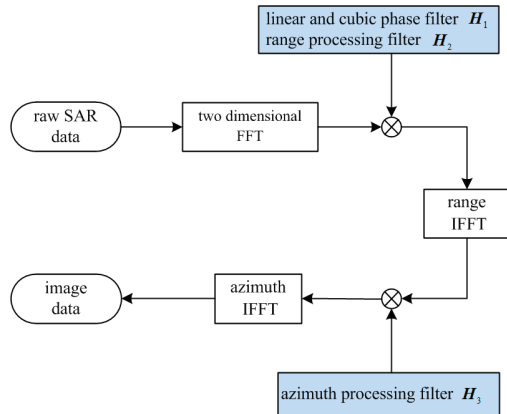 linear and cubic phase filter H₁
range processing filter H₂
raw SAR
data
two dimensional
FFT
range
IFFT
image
data
azimuth
IFFT
azimuth processing filter H₃